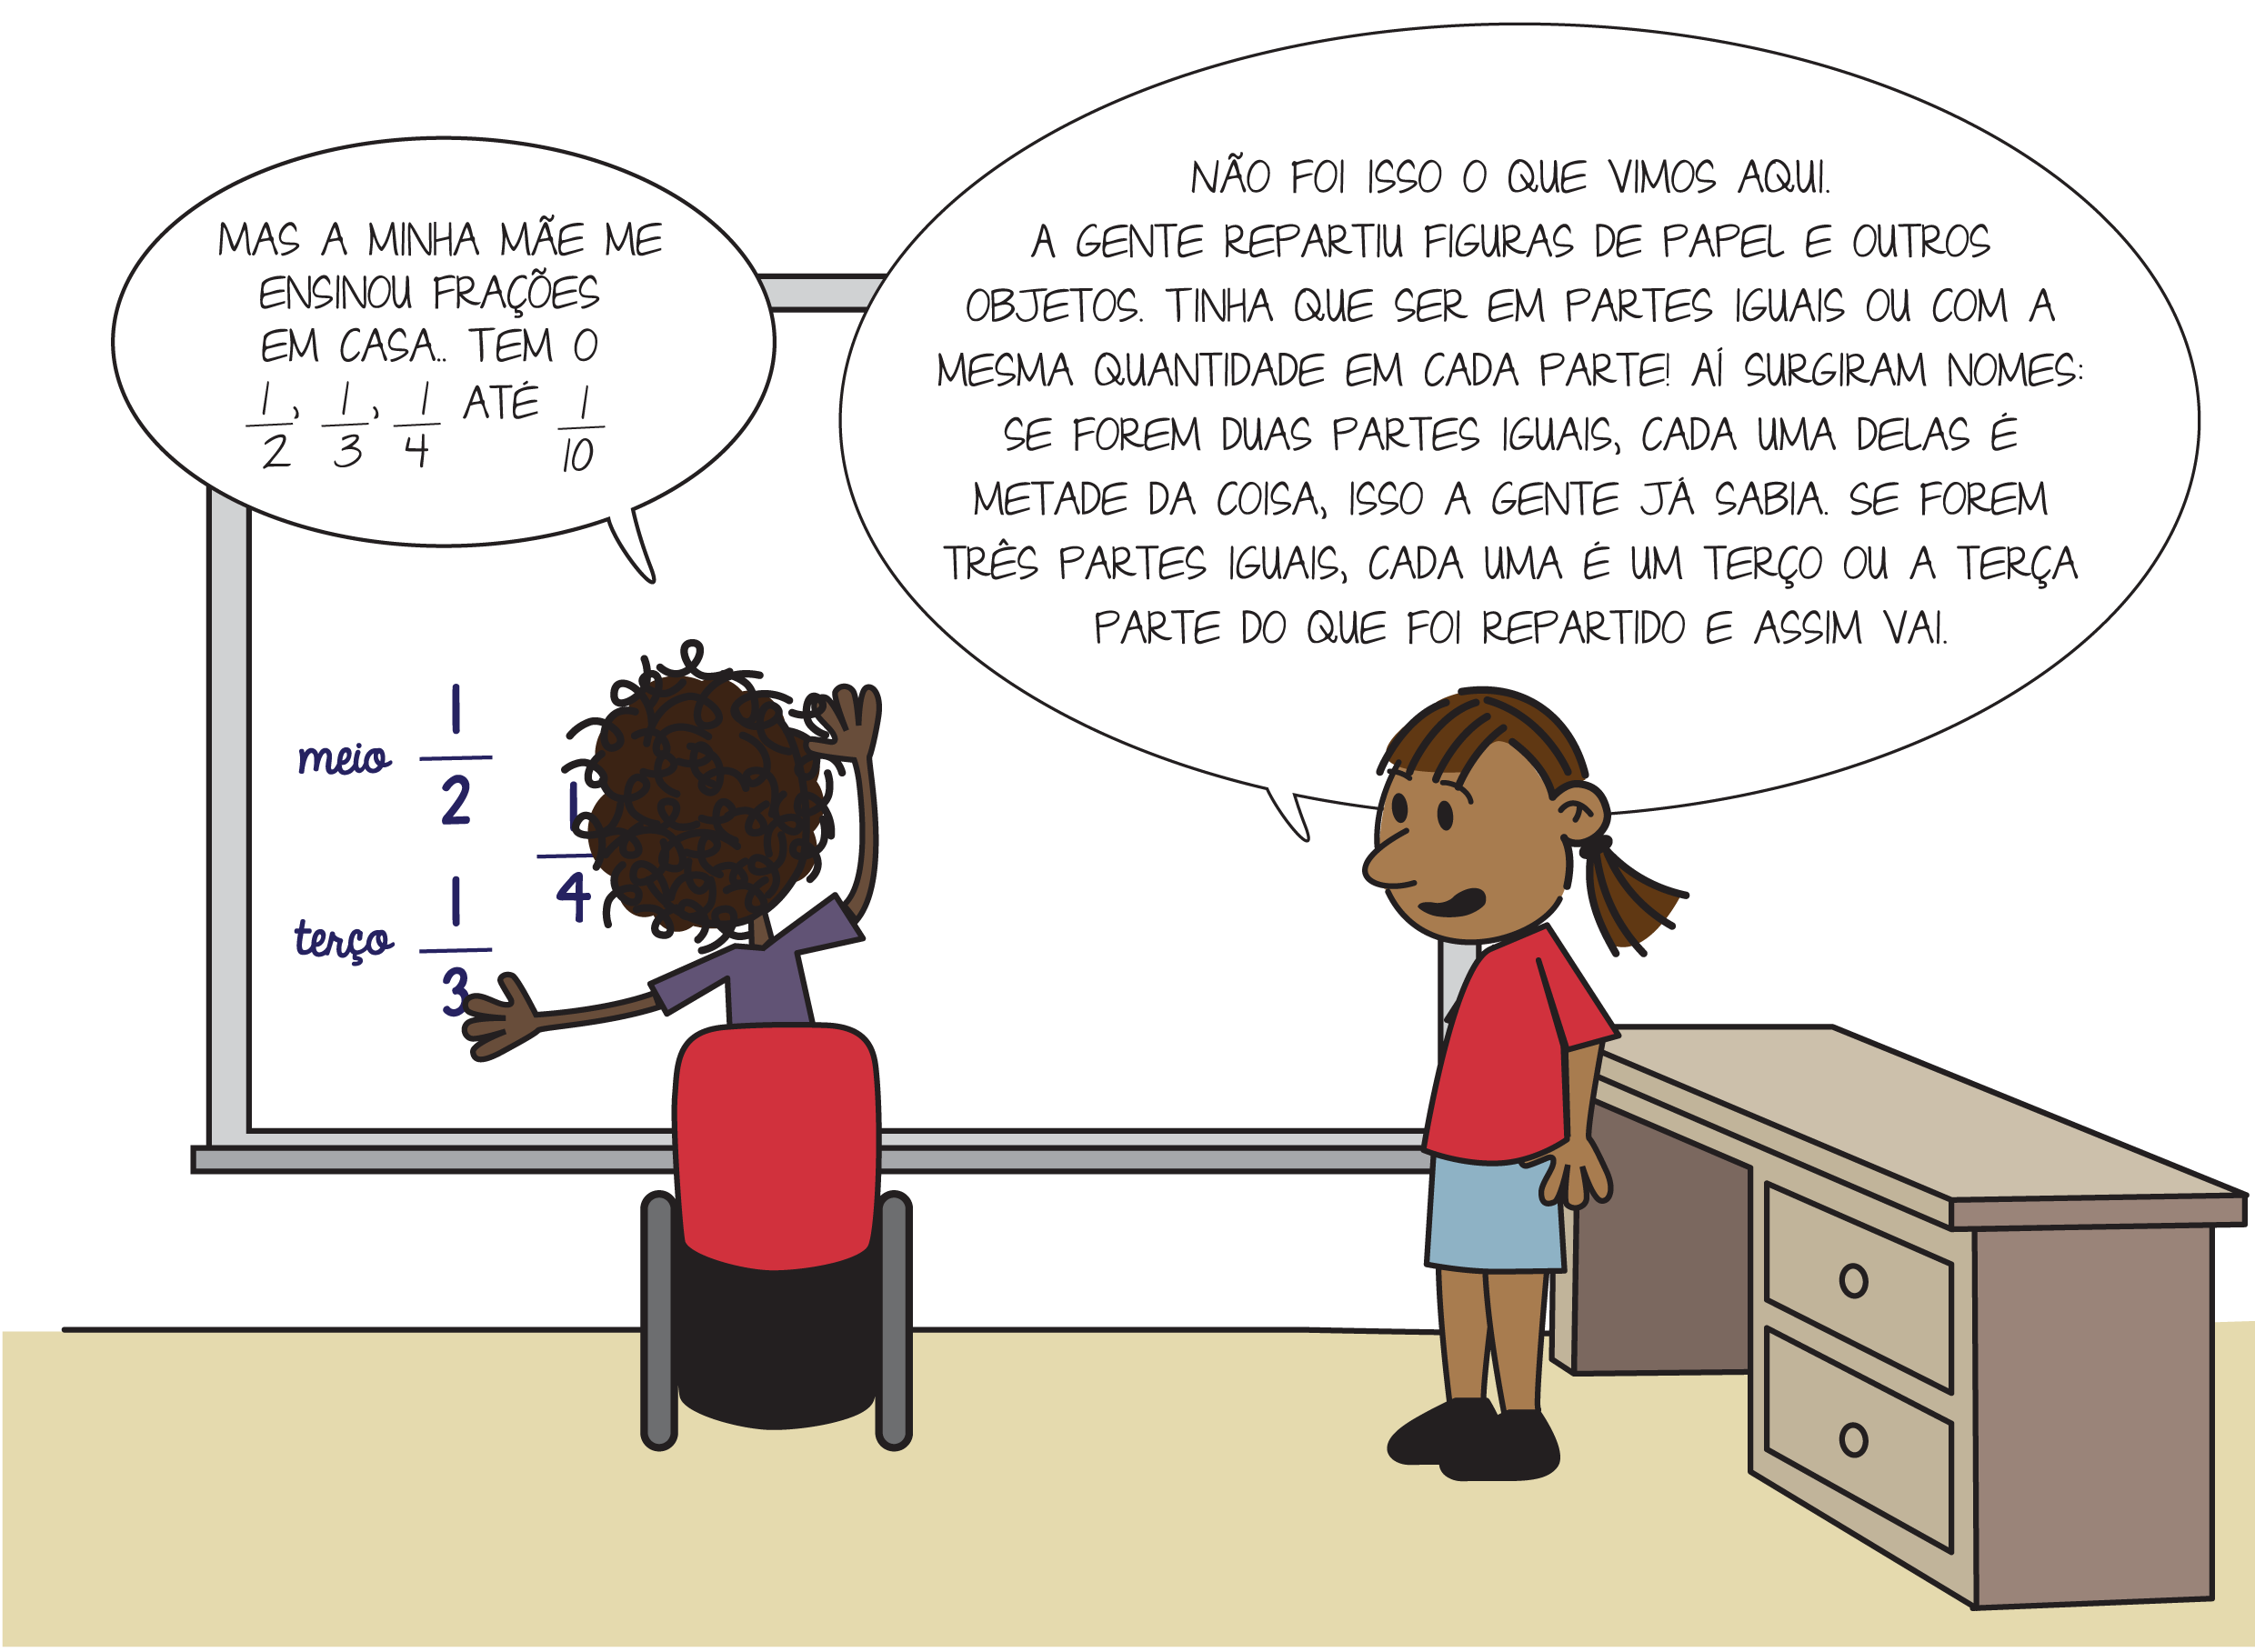 MAS A MINHA MÃE ME
ENSINOU FRAÇÕES
EM CASA.. TEM O
1/2, 1/3, 1/4 ATÉ 1/10
NÃO FOI ISSO O QUE VIMOS AQUI.
A GENTE REPARTIU FIGURAS DE PAPEL E OUTROS
OBJETOS. TINHA QUE SER EM PARTES IGUAIS OU COM A
MESMA QUANTIDADE EM CADA PARTE! AÍ SURGIRAM NOMES:
SE FOREM DUAS PARTES IGUAIS, CADA UMA DELAS É
METADE DA COISA, ISSO A GENTE JÁ SABIA. SE FOREM
TRÊS PARTES IGUAIS, CADA UMA É UM TERÇO OU A TERÇA
PARTE DO QUE FOI REPARTIDO E ASSIM VAI.
meio 1/2
1/4
terço 1/3